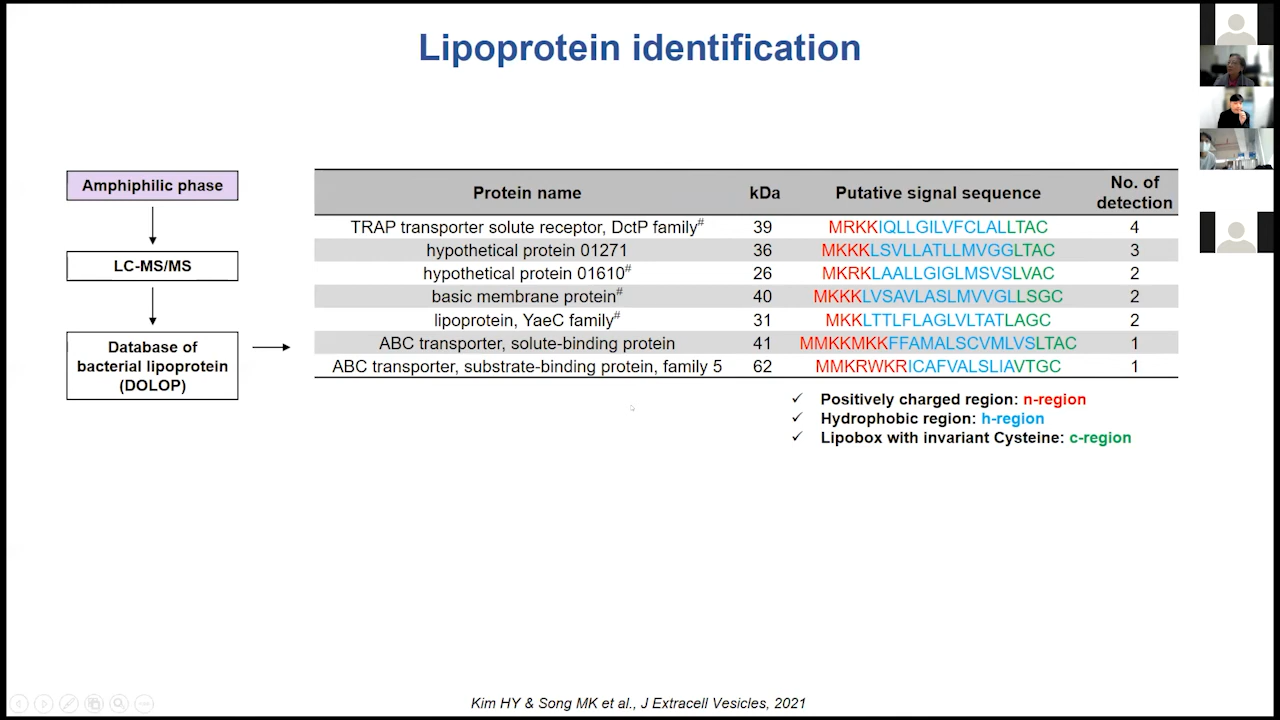 Lipoprotein identification
Amphiphilic phase
LC-MS/MS
Database of
bacterial lipoprotein
(DOLOP)
Protein name kDa Putative signal sequence No. of detection
TRAP transporter solute receptor, DctP family# 39 MRKKIQLLGILVFCLALLTAC 4
hypothetical protein 01271 36 MKKKLSVLLATLLMVGGLTAC 3
hypothetical protein 01610# 26 MKRKLAALLGIGLMSVSLVAC 2
basic membrane protein# 40 MKKKLVSAVLASLMVVGLLSGC 2
lipoprotein, YaeC family# 31 MKKLTTLFLAGLVLTATLAGC 2
ABC transporter, solute-binding protein 41 MMKKMKKFFAMALSCVMLVSLTAC 1
ABC transporter, substrate-binding protein, family 5 62 MMKRWKRICAFVALSLIAVTGC 1
✓ Positively charged region: n-region
✓ Hydrophobic region: h-region
✓ Lipobox with invariant Cysteine: c-region
Kim HY & Song MK et al., J Extracell Vesicles, 2021